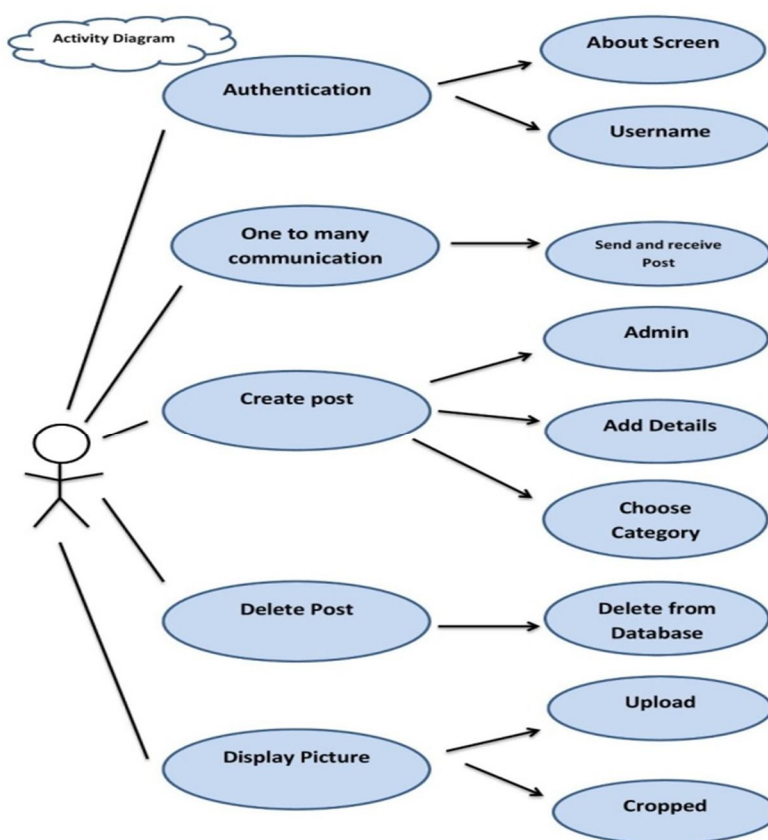 Activity Diagram
About Screen
Authentication
Username
One to many
communication
Send and receive
Post
Admin
Create post
Add Details
Choose
Category
Delete Post
Delete from
Database
Upload
Display Picture
Cropped